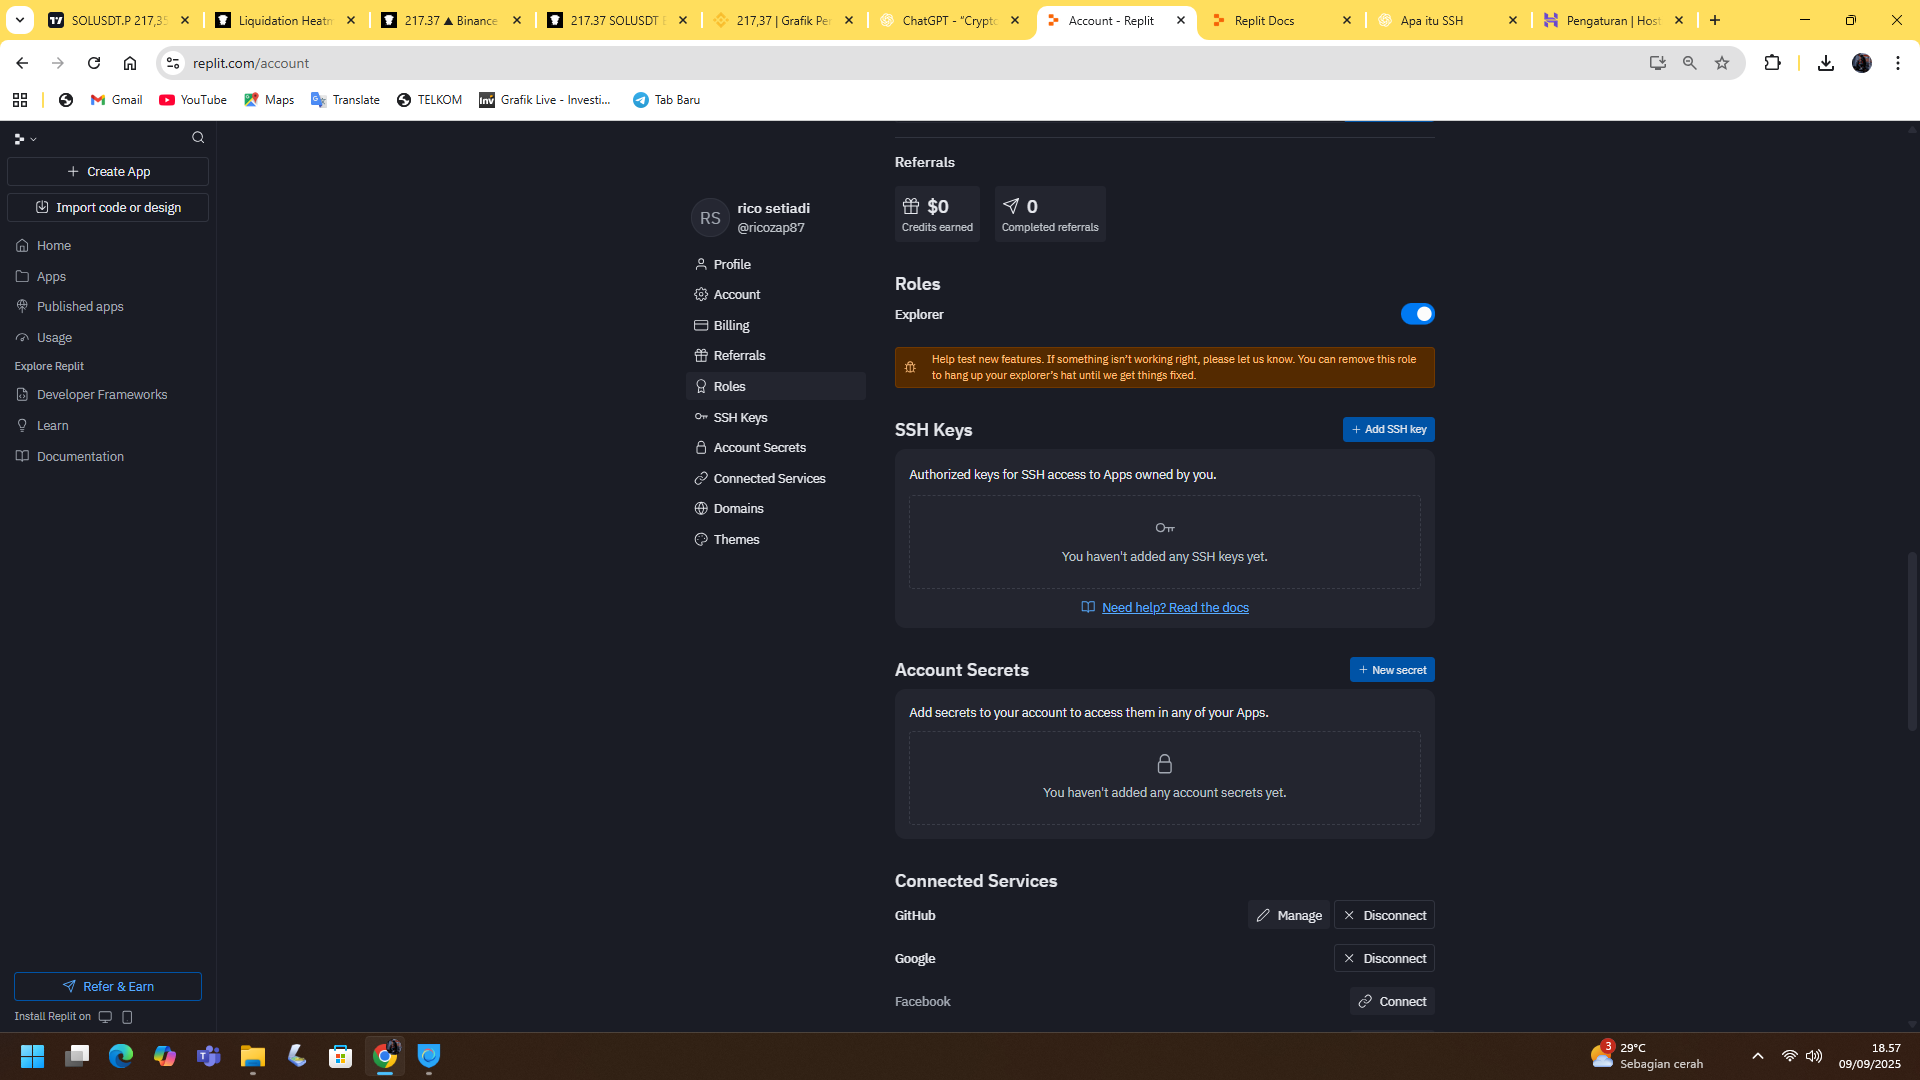 SOLUSDT.P 217,35
Liquidation Heatm
217.37 ▲ Binance
217.37 SOLUSDT
217,37 | Grafik Per
ChatGPT - "Crypto
Account - Replit
Replit Docs
Apa itu SSH
Pengaturan | Host
replit.com/account
Gmail
YouTube
Maps
Translate
TELKOM
Inv
Grafik Live - Investi...
Tab Baru
Create App
Import code or design
Home
Apps
Published apps
Usage
Explore Replit
Developer Frameworks
Learn
Documentation
Refer & Earn
Install Replit on
RS
rico setiadi
@ricozap87
Profile
Account
Billing
Referrals
Roles
SSH Keys
Account Secrets
Connected Services
Domains
Themes
Referrals
$0
Credits earned
0
Completed referrals
Roles
Explorer
Help test new features. If something isn't working right, please let us know. You can remove this role
to hang up your explorer's hat until we get things fixed.
SSH Keys
+ Add SSH key
Authorized keys for SSH access to Apps owned by you.
You haven't added any SSH keys yet.
Need help? Read the docs
Account Secrets
+ New secret
Add secrets to your account to access them in any of your Apps.
You haven't added any account secrets yet.
Connected Services
GitHub
Manage
Disconnect
Google
Disconnect
Facebook
Connect
3
29°C
Sebagian cerah
18.57
09/09/2025